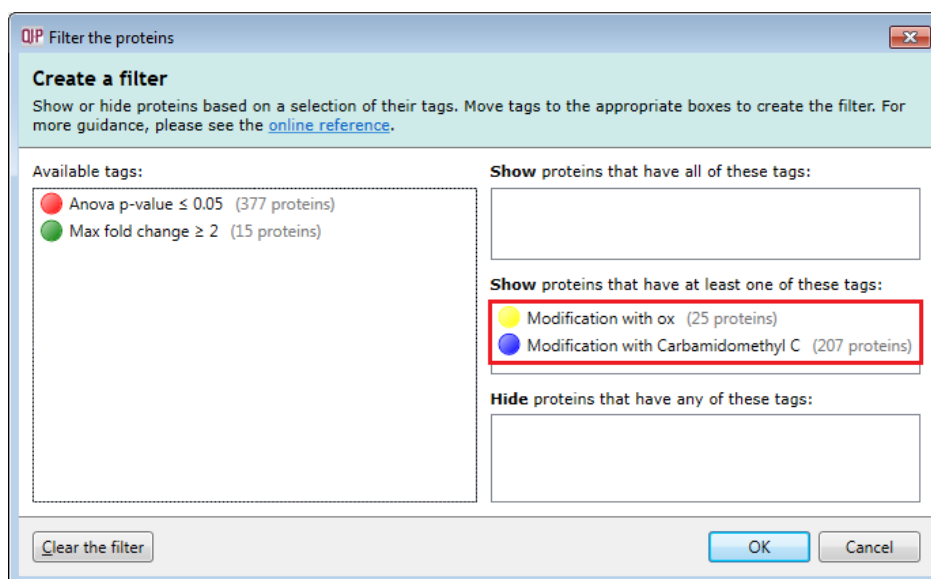 QIP Filter the proteins
Create a filter
Show or hide proteins based on a selection of their tags. Move tags to the appropriate boxes to create the filter. For
more guidance, please see the online reference.
Available tags:
Anova p-value ≤ 0.05 (377 proteins)
Max fold change ≥ 2 (15 proteins)
Show proteins that have all of these tags:
Show proteins that have at least one of these tags:
Modification with ox (25 proteins)
Modification with Carbamidomethyl C (207 proteins)
Hide proteins that have any of these tags:
Clear the filter
OK
Cancel